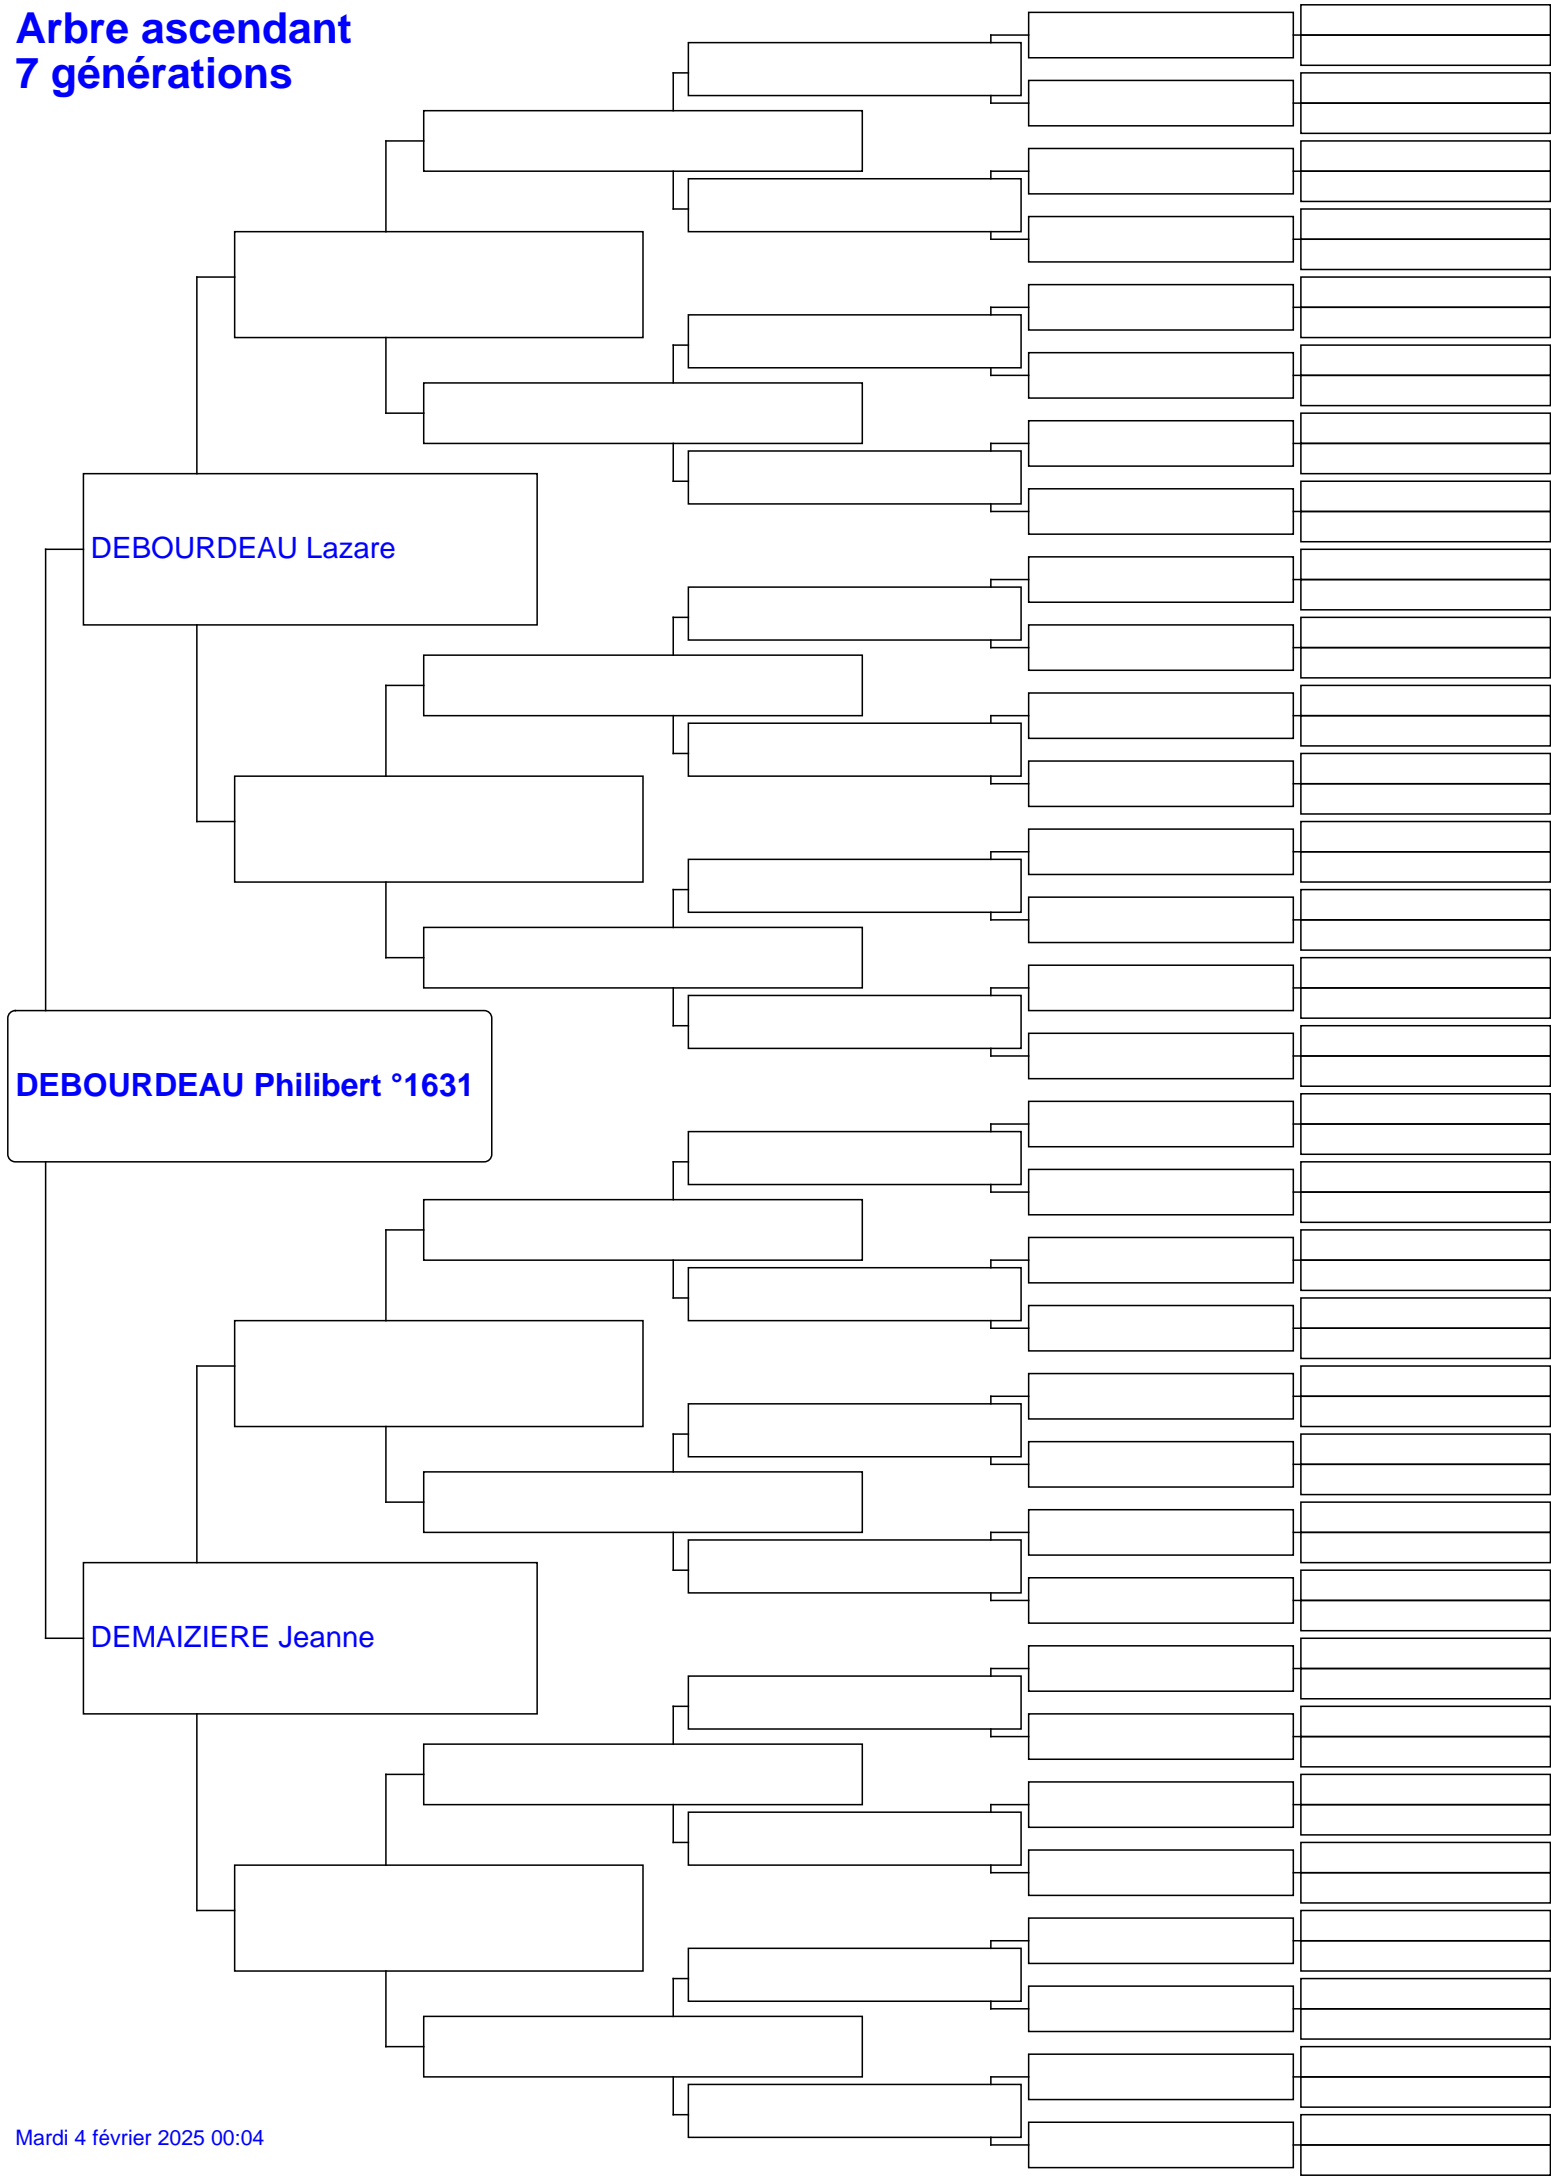 Arbre ascendant
7 générations
DEBOURDEAU Lazare
DEBOURDEAU Philibert °1631
DEMAIZIERE Jeanne
Mardi 4 février 2025 00:04